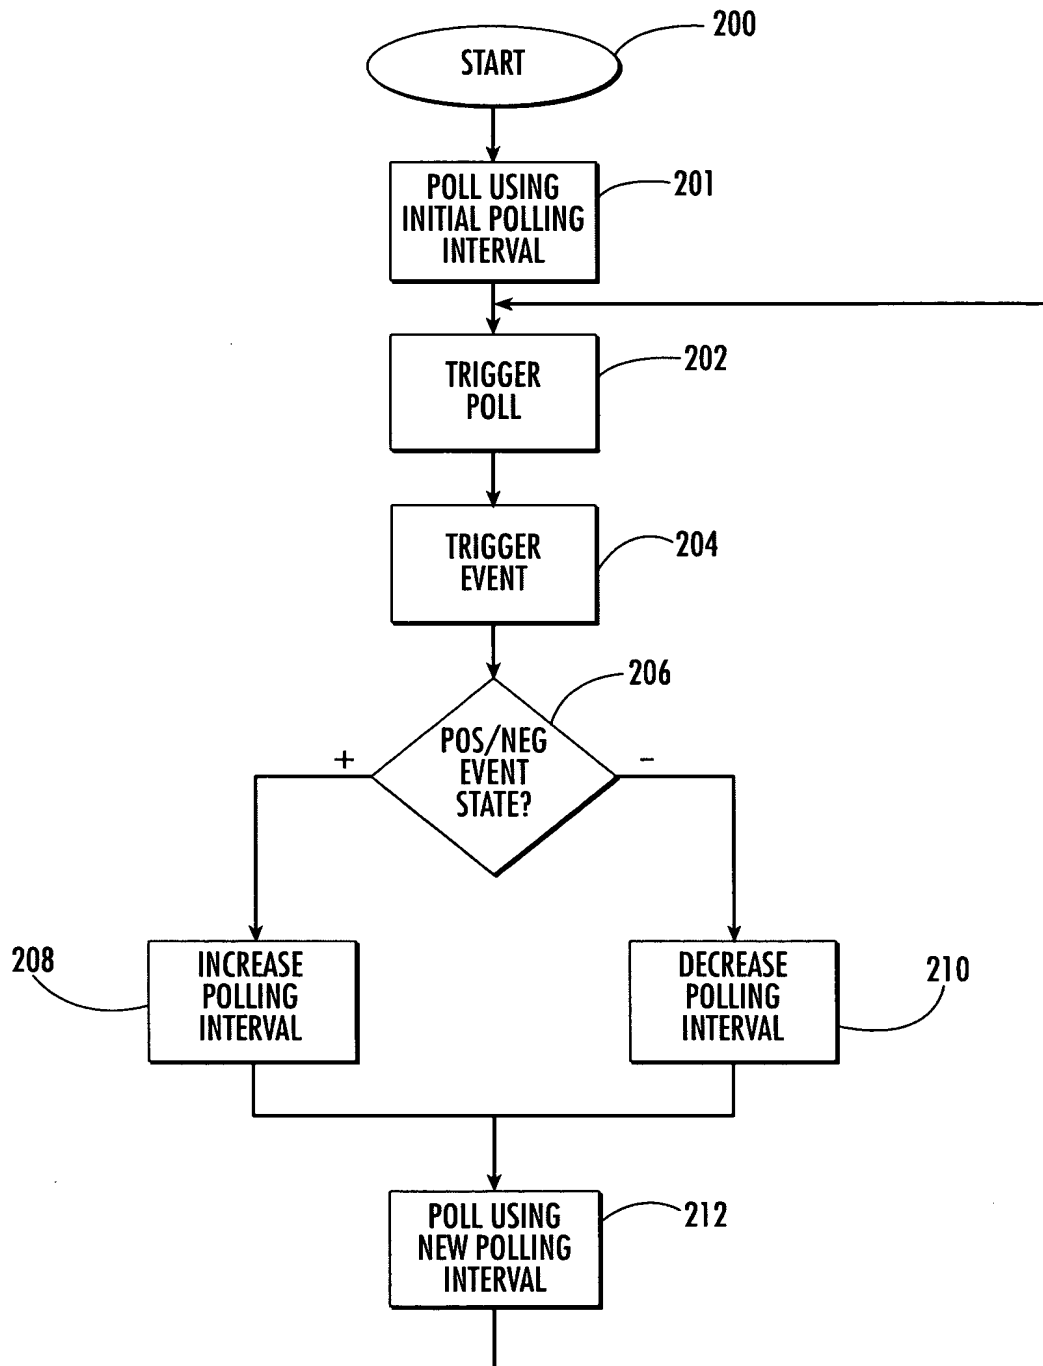 200
START
POLL USING
INITIAL POLLING
INTERVAL
201
TRIGGER
POLL
202
TRIGGER
EVENT
204
206
POS/NEG
EVENT
STATE?
+
-
208
INCREASE
POLLING
INTERVAL
DECREASE
POLLING
INTERVAL
210
POLL USING
NEW POLLING
INTERVAL
212